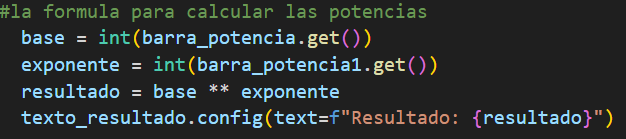 #la formula para calcular las potencias
base = int(barra_potencia.get())
exponente = int(barra_potencia1.get())
resultado = base ** exponente
texto_resultado.config(text=f"Resultado: {resultado}")